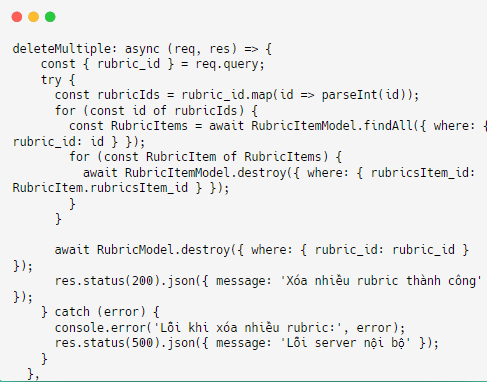 deleteMultiple: async (req, res) => {
    const { rubric_id } = req.query;
    try {
      const rubricIds = rubric_id.map(id => parseInt(id));
      for (const id of rubricIds) {
        const RubricItems = await RubricItemModel.findAll({ where: {
rubric_id: id } });
        for (const RubricItem of RubricItems) {
          await RubricItemModel.destroy({ where: { rubricsItem_id:
RubricItem.rubricsItem_id } });
        }
      }

      await RubricModel.destroy({ where: { rubric_id: rubric_id }
});
      res.status(200).json({ message: 'Xóa nhiều rubric thành công'
});
    } catch (error) {
      console.error('Lỗi khi xóa nhiều rubric:', error);
      res.status(500).json({ message: 'Lỗi server nội bộ' });
    }
  },